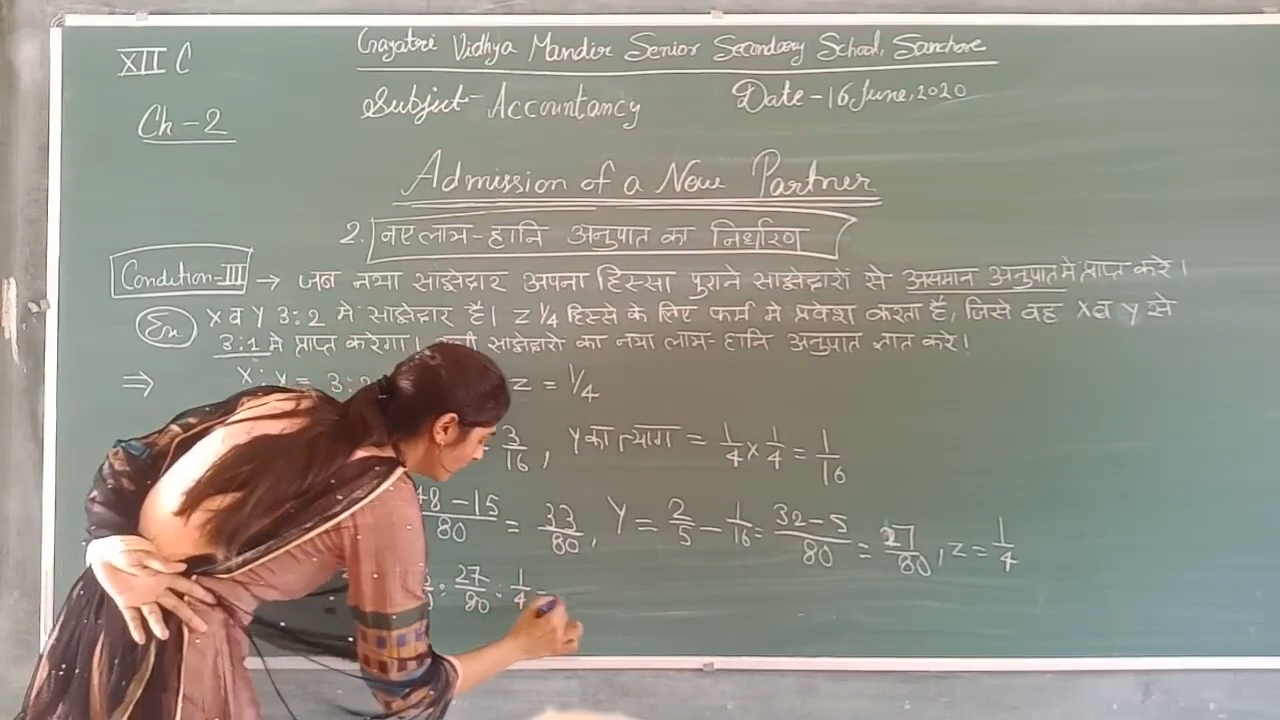 XII C
Gayatri Vidhya Mandir Senior Secondary School, Sanchore
Ch-2
Subject- Accountancy Date-16 June, 2020
Admission of a New Partner
2. नए लाभ-हानि अनुपात का निर्धारण
Condition-III → जब नया साझेदार अपना हिस्सा पुराने साझेदारों से असमान अनुपात मे प्राप्त करे।
Ex X व Y 3:2 मे साझेदार है। Z 1/4 हिस्से के लिए फर्म मे प्रवेश करता है, जिसे वह X व Y से
3:1 मे प्राप्त करेगा। साझेदारो का नया लाभ-हानि अनुपात ज्ञात करे।
⇒ X:Y= 3: Z = 1/4
3/16, Y का त्याग = 1/4 × 1/4 = 1/16
48-15/80 = 33/80, Y = 2/5 - 1/16 = 32-5/80 = 27/80, Z = 1/4
: 27/80 : 1/4 =